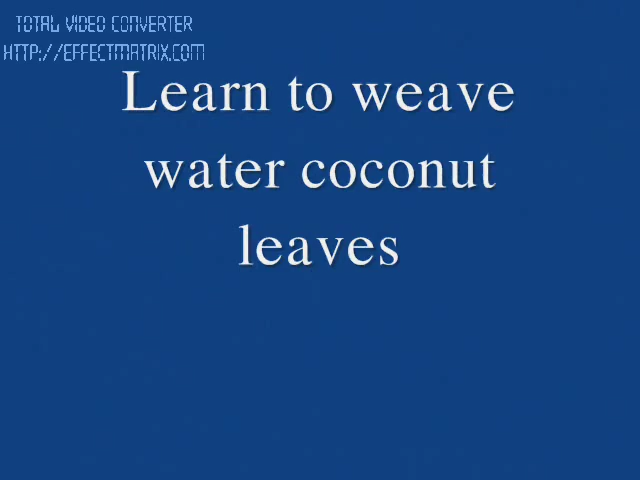 TOTAL VIDEO CONVERTER
HTTP://EFFECTMATRIX.COM
Learn to weave
water coconut
leaves